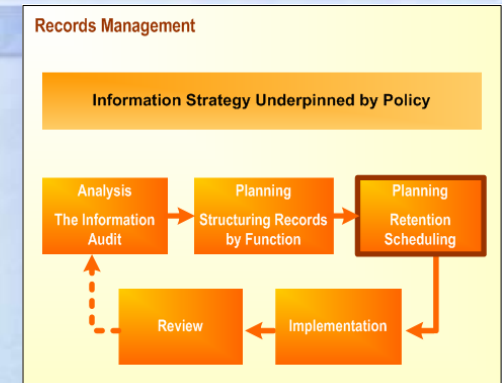 Records Management
Information Strategy Underpinned by Policy
Analysis
The Information
Audit
Planning
Structuring Records
by Function
Planning
Retention
Scheduling
Review
Implementation